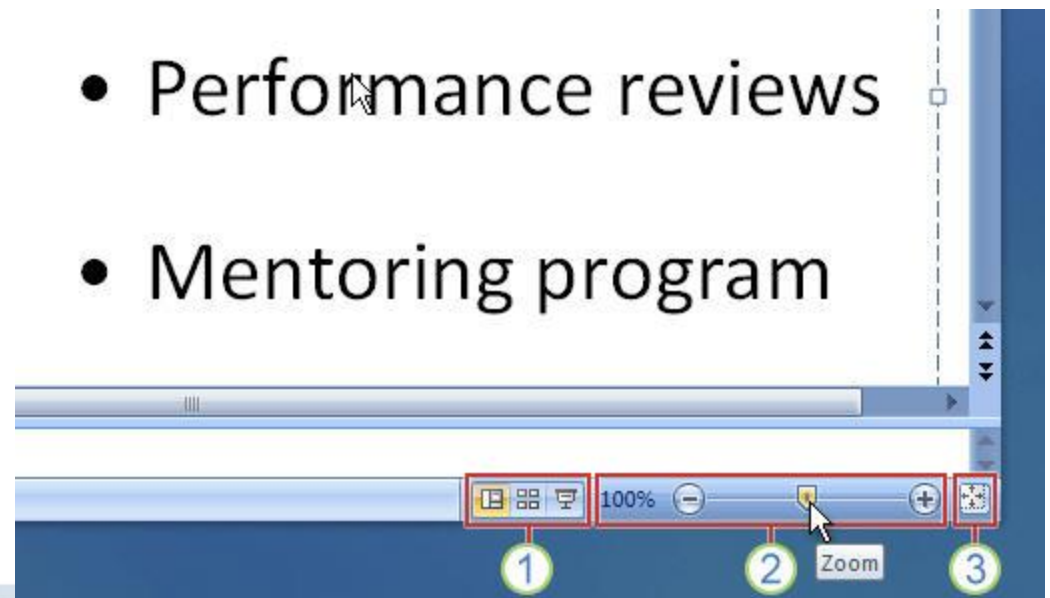 • Performance reviews
• Mentoring program
100%
Zoom
1 2 3